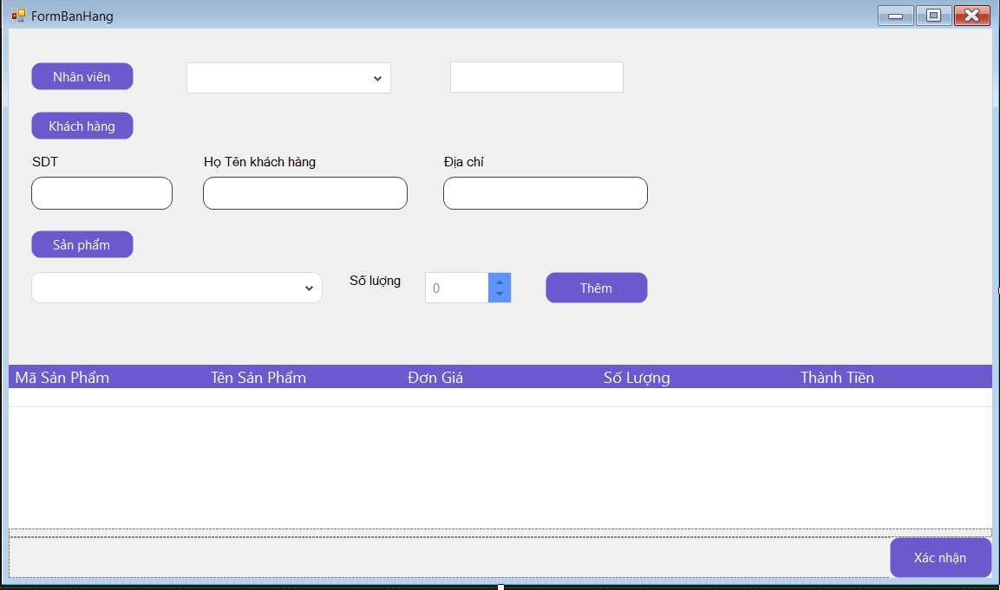 FormBanHang
Nhân viên
Khách hàng
SDT Họ Tên khách hàng Địa chỉ
Sản phẩm
Số lượng 0 Thêm
Mã Sản Phẩm Tên Sản Phẩm Đơn Giá Số Lượng Thành Tiền
Xác nhận